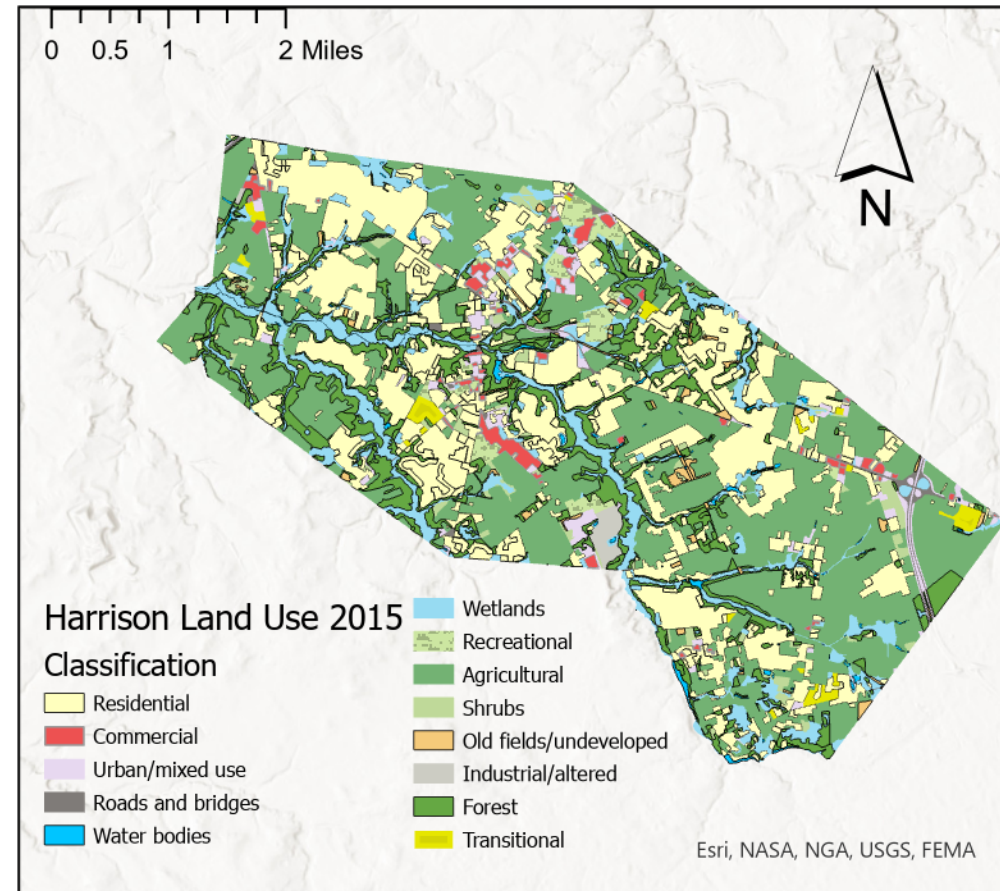 0 0.5 1 2 Miles
N
Harrison Land Use 2015
Classification
Residential
Commercial
Urban/mixed use
Roads and bridges
Water bodies
Wetlands
Recreational
Agricultural
Shrubs
Old fields/undeveloped
Industrial/altered
Forest
Transitional
Esri, NASA, NGA, USGS, FEMA